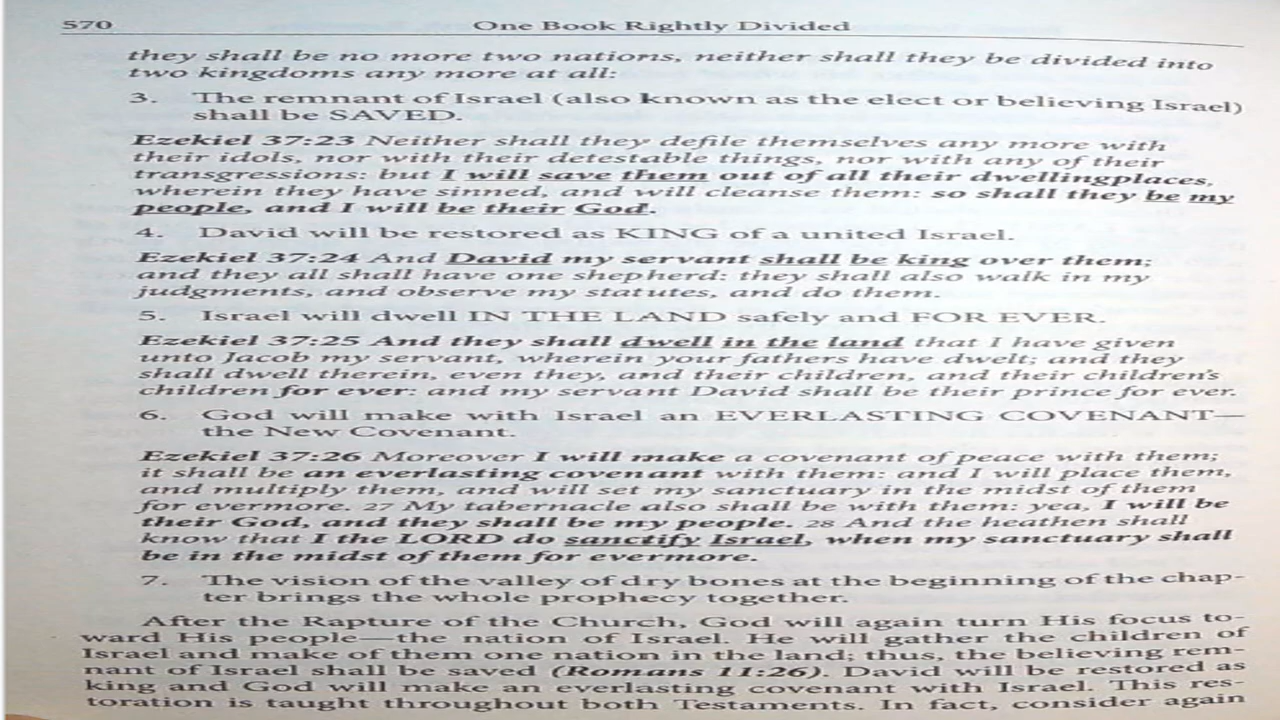 570 One Book Rightly Divided
they shall be no more two nations, neither shall they be divided into
two kingdoms any more at all:
3. The remnant of Israel (also known as the elect or believing Israel)
shall be SAVED.
Ezekiel 37:23 Neither shall they defile themselves any more with
their idols, nor with their detestable things, nor with any of their
transgressions: but I will save them out of all their dwellingplaces,
wherein they have sinned, and will cleanse them: so shall they be my
people, and I will be their God.
4. David will be restored as KING of a united Israel.
Ezekiel 37:24 And David my servant shall be king over them;
and they all shall have one shepherd: they shall also walk in my
judgments, and observe my statutes, and do them.
5. Israel will dwell IN THE LAND safely and FOR EVER.
Ezekiel 37:25 And they shall dwell in the land that I have given
unto Jacob my servant, wherein your fathers have dwelt; and they
shall dwell therein, even they, and their children, and their children's
children for ever: and my servant David shall be their prince for ever.
6. God will make with Israel an EVERLASTING COVENANT—
the New Covenant.
Ezekiel 37:26 Moreover I will make a covenant of peace with them;
it shall be an everlasting covenant with them: and I will place them,
and multiply them, and will set my sanctuary in the midst of them
for evermore. 27 My tabernacle also shall be with them: yea, I will be
their God, and they shall be my people. 28 And the heathen shall
know that I the LORD do sanctify Israel, when my sanctuary shall
be in the midst of them for evermore.
7. The vision of the valley of dry bones at the beginning of the chap-
ter brings the whole prophecy together.
After the Rapture of the Church, God will again turn His focus to-
ward His people—the nation of Israel. He will gather the children of
Israel and make of them one nation in the land; thus, the believing rem-
nant of Israel shall be saved (Romans 11:26). David will be restored as
king and God will make an everlasting covenant with Israel. This res-
toration is taught throughout both Testaments. In fact, consider again